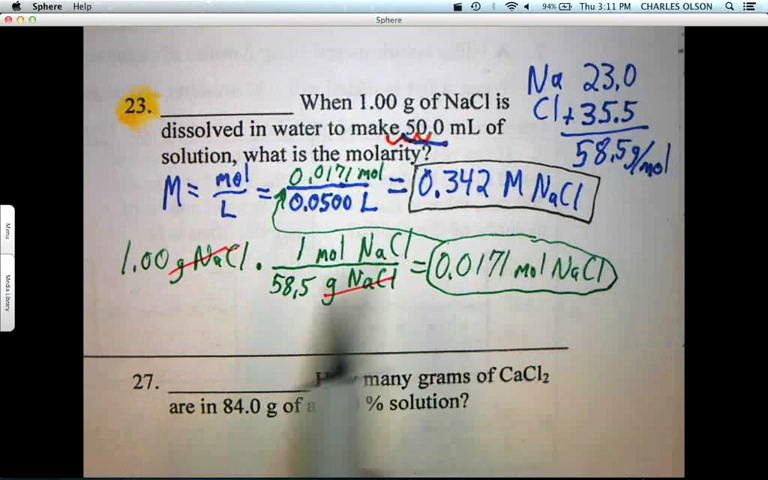 Sphere Help 94% Thu 3:11 PM CHARLES OLSON
Sphere
Menu
Media Library
23. ____________ When 1.00 g of NaCl is
dissolved in water to make 50.0 mL of
solution, what is the molarity?
Na 23.0
Cl + 35.5
58.5 g/mol
M = mol/L = 0.0171 mol/0.0500 L = 0.342 M NaCl
1.00 g NaCl · 1 mol NaCl/58.5 g NaCl = 0.0171 mol NaCl
27. ____________ many grams of CaCl₂
are in 84.0 g of a % solution?